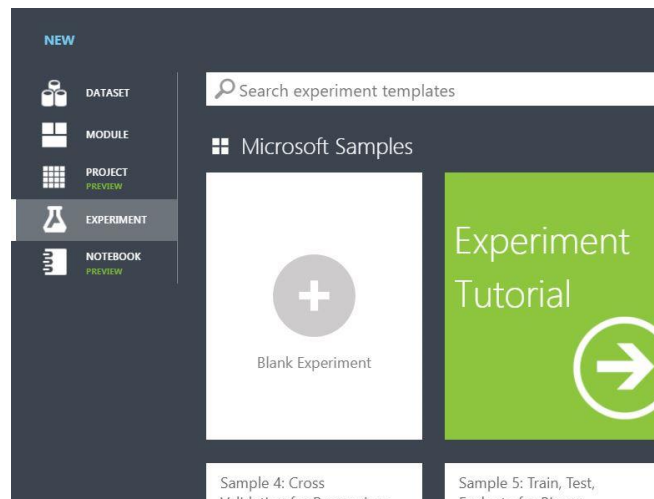 NEW
DATASET
MODULE
PROJECT
PREVIEW
EXPERIMENT
NOTEBOOK
PREVIEW
Search experiment templates
Microsoft Samples
Blank Experiment
Experiment
Tutorial
Sample 4: Cross
Sample 5: Train, Test,